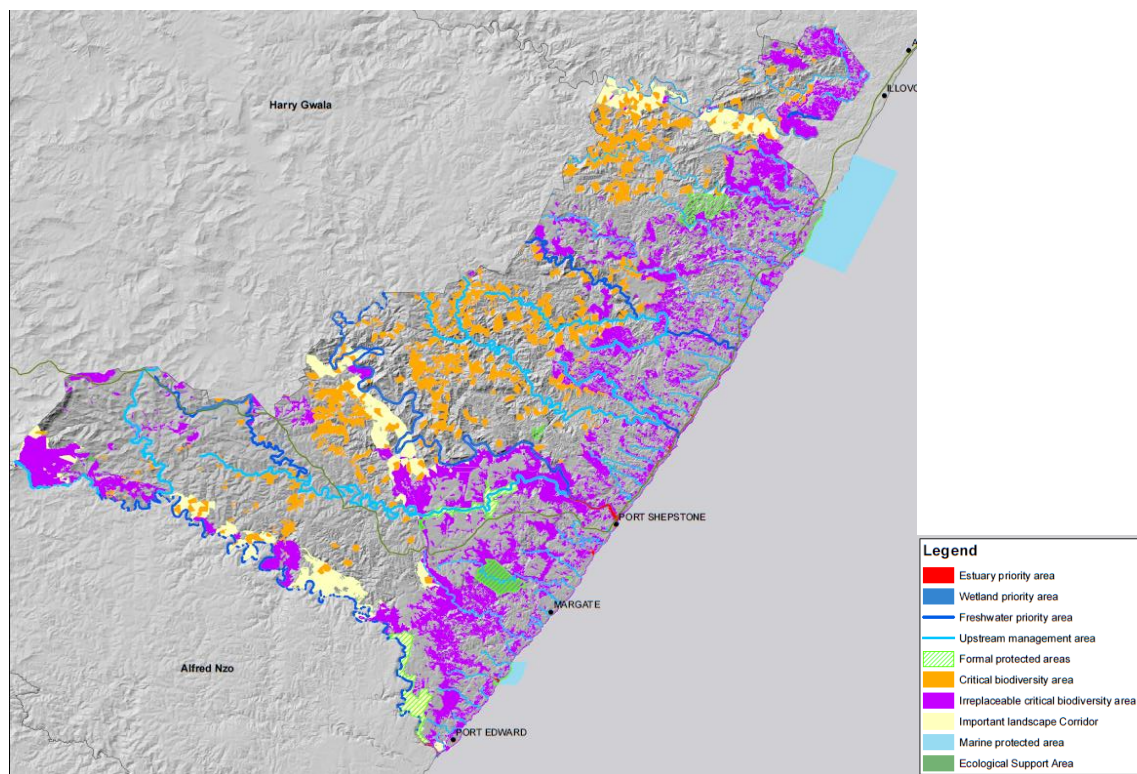 Harry Gwala
ILLOVO
PORT SHEPSTONE
MARGATE
Alfred Nzo
PORT EDWARD
Legend
Estuary priority area
Wetland priority area
Freshwater priority area
Upstream management area
Formal protected areas
Critical biodiversity area
Irreplaceable critical biodiversity area
Important landscape Corridor
Marine protected area
Ecological Support Area